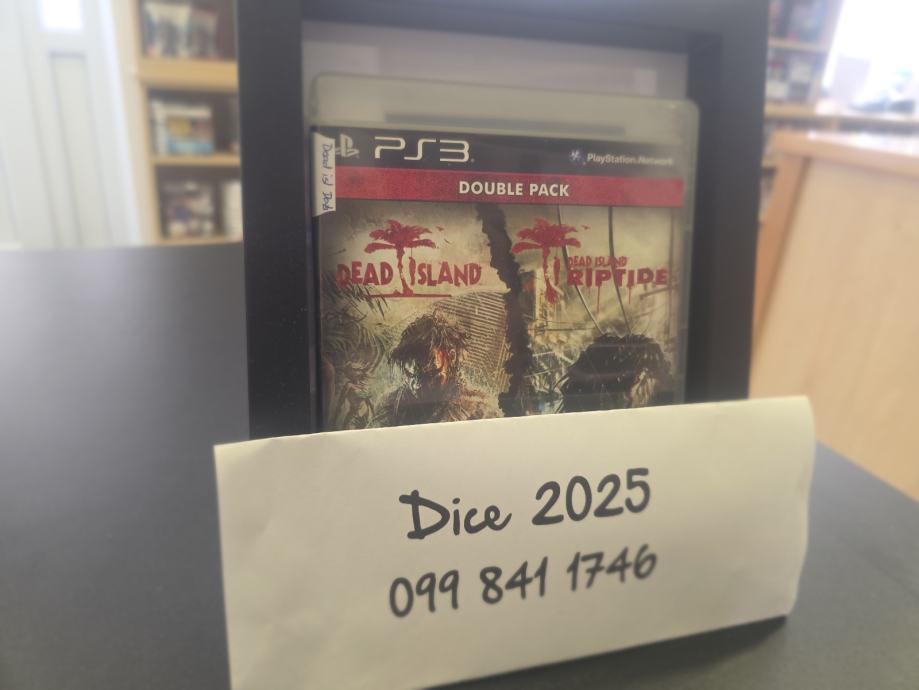 PS3
PlayStation Network
DOUBLE PACK
DEAD ISLAND
DEAD ISLAND
RIPTIDE
Dice 2025
099 841 1746